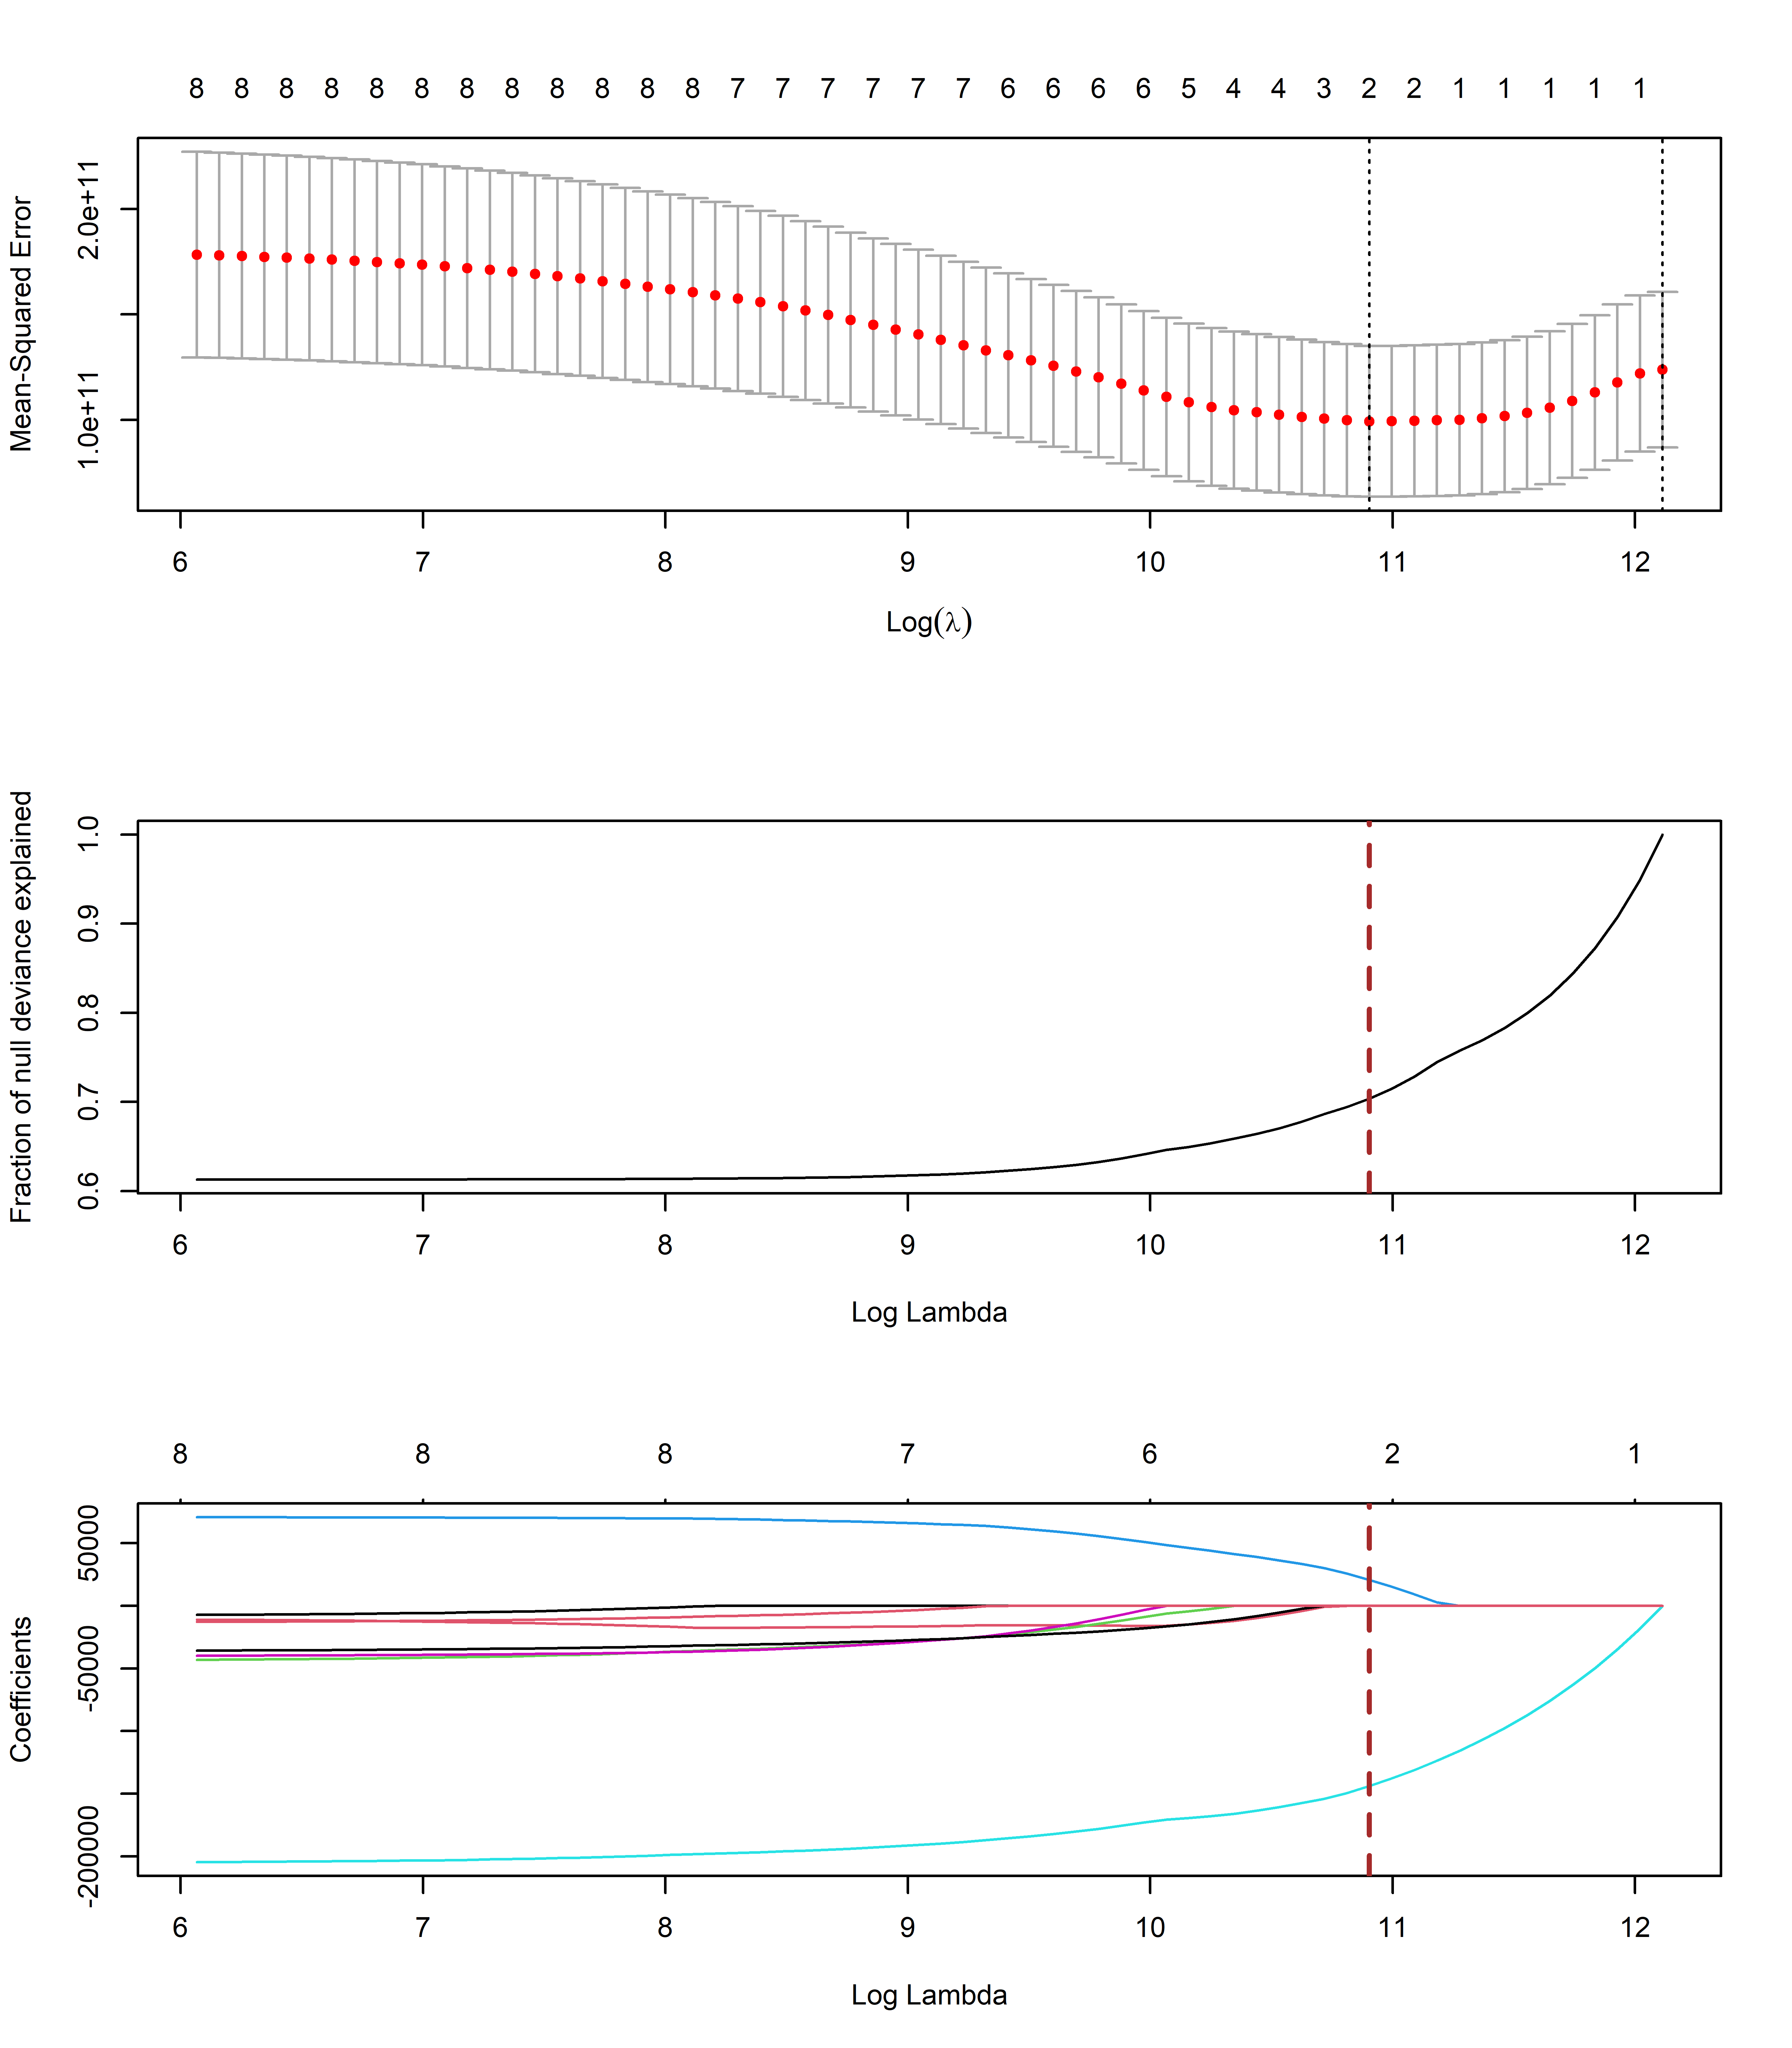 8 8 8 8 8 8 8 8 8 8 8 8 7 7 7 7 7 7 6 6 6 6 5 4 4 3 2 2 1 1 1 1 1
Mean-Squared Error
2.0e+11
1.0e+11
6 7 8 9 10 11 12
Log(λ)
Fraction of null deviance explained
1.0
0.9
0.8
0.7
0.6
6 7 8 9 10 11 12
Log Lambda
8 8 8 7 6 2 1
Coefficients
50000
-50000
-200000
6 7 8 9 10 11 12
Log Lambda